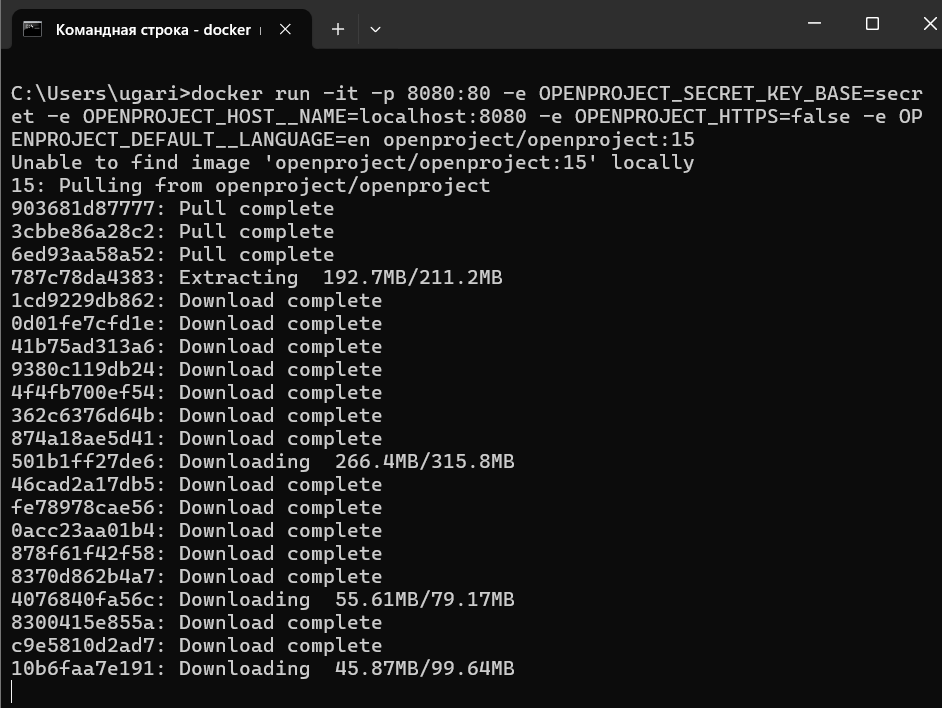 Командная строка - docker
C:\Users\ugari>docker run -it -p 8080:80 -e OPENPROJECT_SECRET_KEY_BASE=secr
et -e OPENPROJECT_HOST__NAME=localhost:8080 -e OPENPROJECT_HTTPS=false -e OP
ENPROJECT_DEFAULT__LANGUAGE=en openproject/openproject:15
Unable to find image 'openproject/openproject:15' locally
15: Pulling from openproject/openproject
903681d87777: Pull complete
3cbbe86a28c2: Pull complete
6ed93aa58a52: Pull complete
787c78da4383: Extracting  192.7MB/211.2MB
1cd9229db862: Download complete
0d01fe7cfd1e: Download complete
41b75ad313a6: Download complete
9380c119db24: Download complete
4f4fb700ef54: Download complete
362c6376d64b: Download complete
874a18ae5d41: Download complete
501b1ff27de6: Downloading  266.4MB/315.8MB
46cad2a17db5: Download complete
fe78978cae56: Download complete
0acc23aa01b4: Download complete
878f61f42f58: Download complete
8370d862b4a7: Download complete
4076840fa56c: Downloading  55.61MB/79.17MB
8300415e855a: Download complete
c9e5810d2ad7: Download complete
10b6faa7e191: Downloading  45.87MB/99.64MB